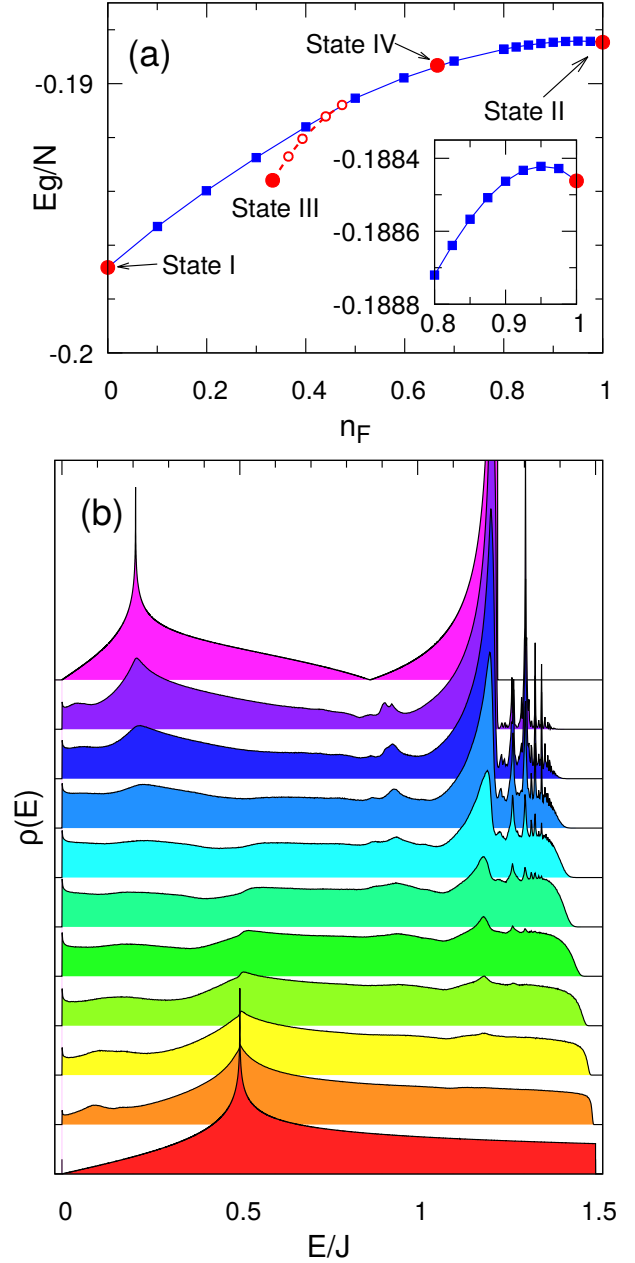 (a)
State IV
-0.19
State II
Eg/N
-0.1884
State III
-0.1886
State I
-0.1888
0.8 0.9 1
-0.2
0 0.2 0.4 0.6 0.8 1
n_F
(b)
ρ(E)
0 0.5 1 1.5
E/J